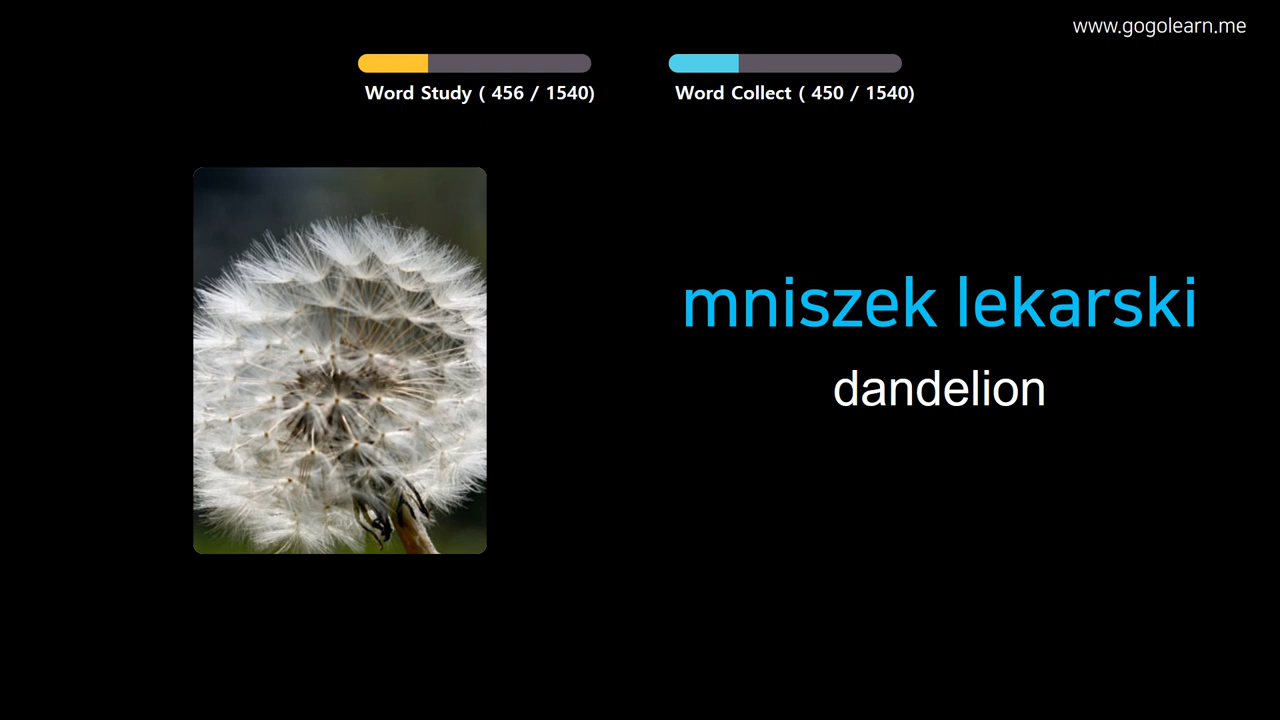 www.gogolearn.me
Word Study ( 456 / 1540)
Word Collect ( 450 / 1540)
mniszek lekarski
dandelion